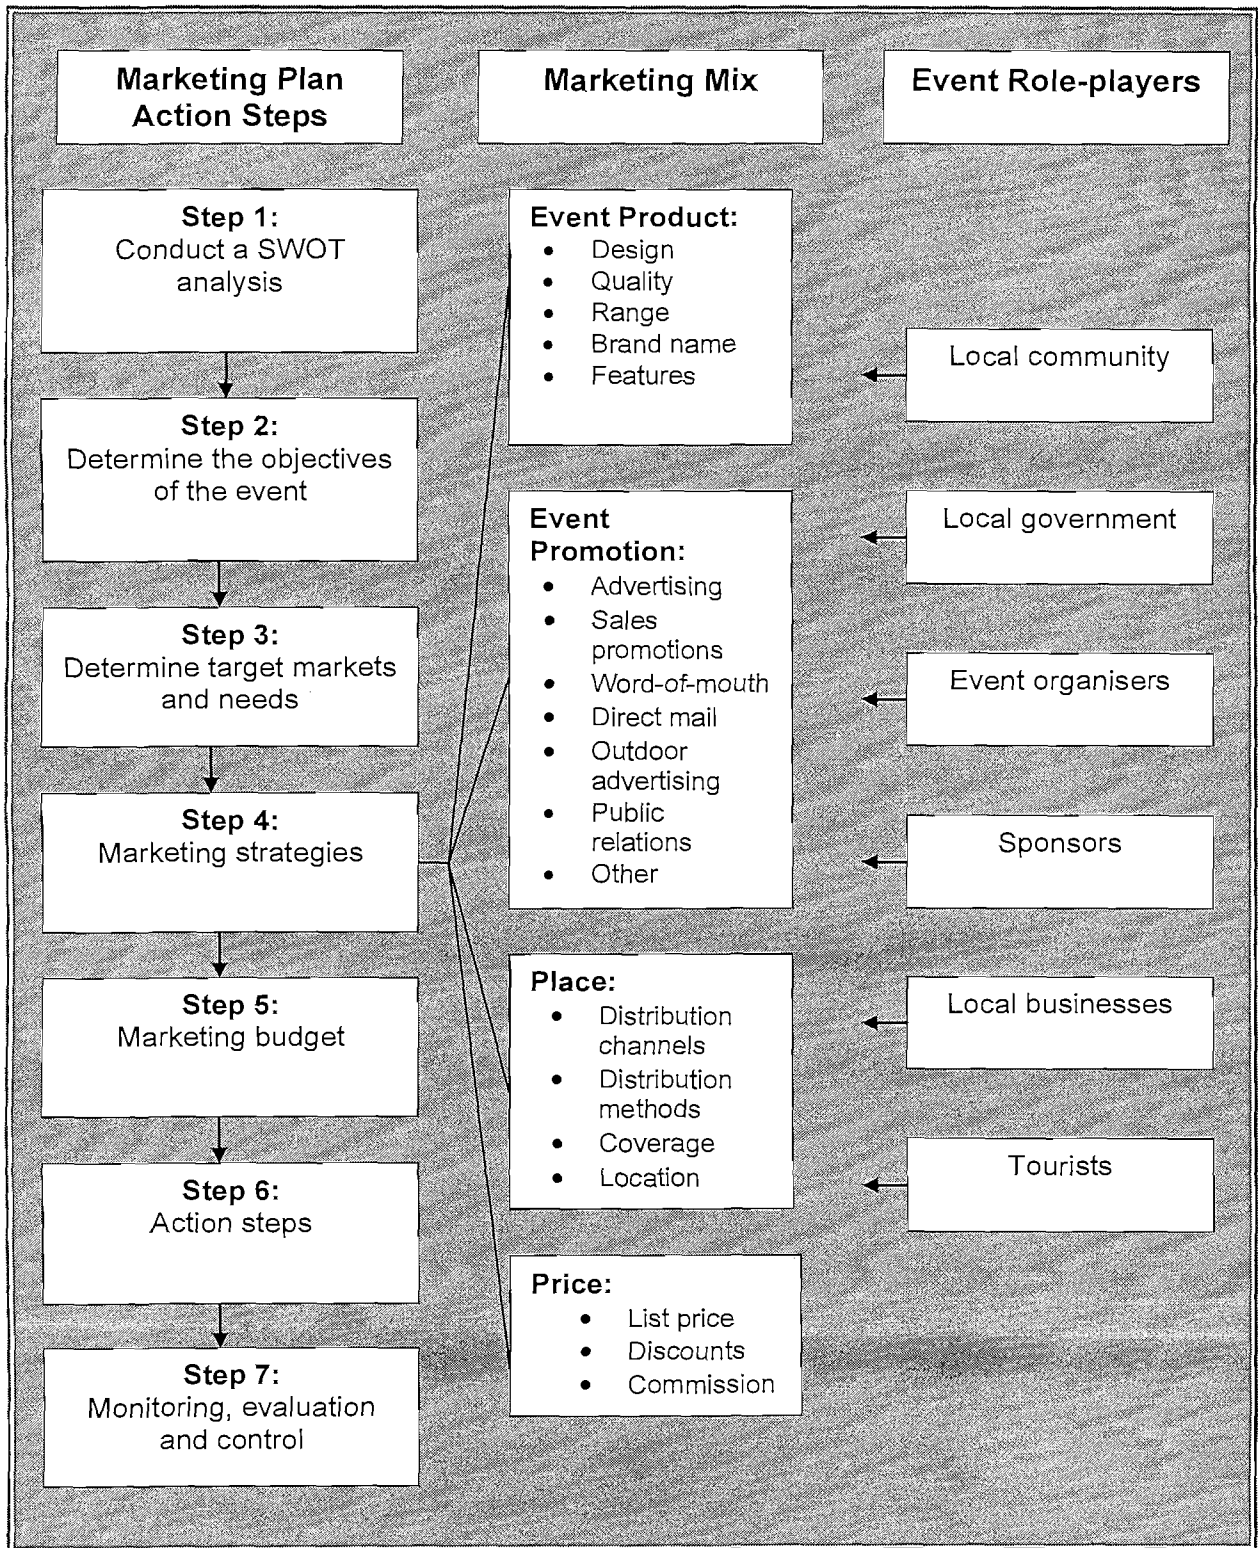 Marketing Plan
Action Steps
Marketing Mix
Event Role-players
Step 1:
Conduct a SWOT
analysis
Step 2:
Determine the objectives
of the event
Step 3:
Determine target markets
and needs
Step 4:
Marketing strategies
Step 5:
Marketing budget
Step 6:
Action steps
Step 7:
Monitoring, evaluation
and control
Event Product:
• Design
• Quality
• Range
• Brand name
• Features
Event
Promotion:
• Advertising
• Sales
promotions
• Word-of-mouth
• Direct mail
• Outdoor
advertising
• Public
relations
• Other
Place:
• Distribution
channels
• Distribution
methods
• Coverage
• Location
Price:
• List price
• Discounts
• Commission
Local community
Local government
Event organisers
Sponsors
Local businesses
Tourists